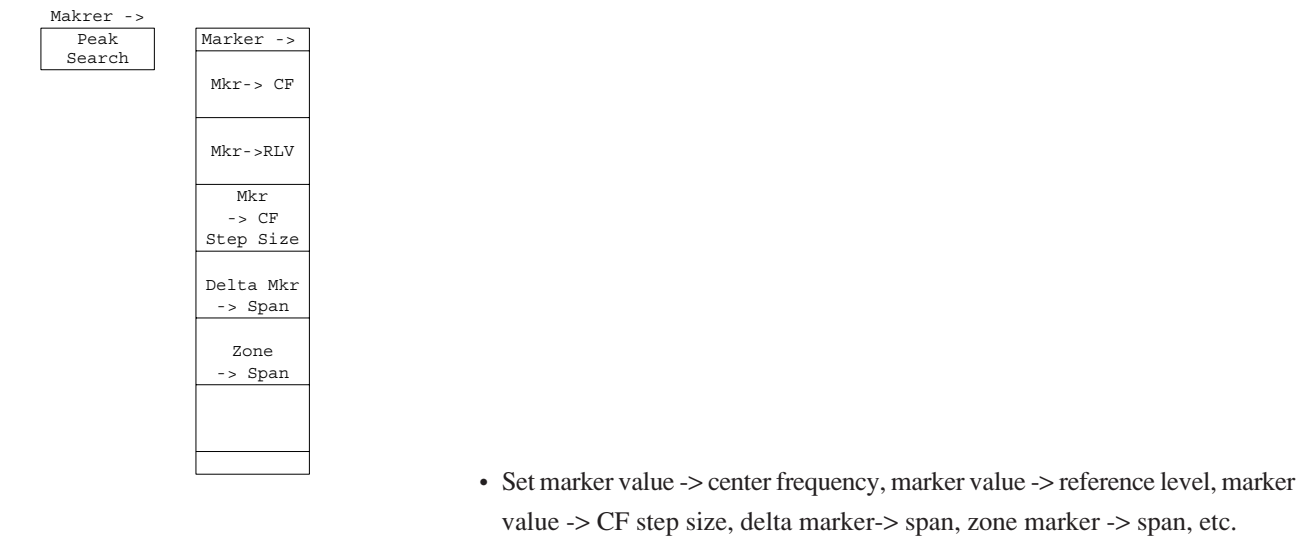 Makrer ->
Peak
Search
Marker ->
Mkr-> CF
Mkr->RLV
Mkr
-> CF
Step Size
Delta Mkr
-> Span
Zone
-> Span
• Set marker value -> center frequency, marker value -> reference level, marker
value -> CF step size, delta marker-> span, zone marker -> span, etc.